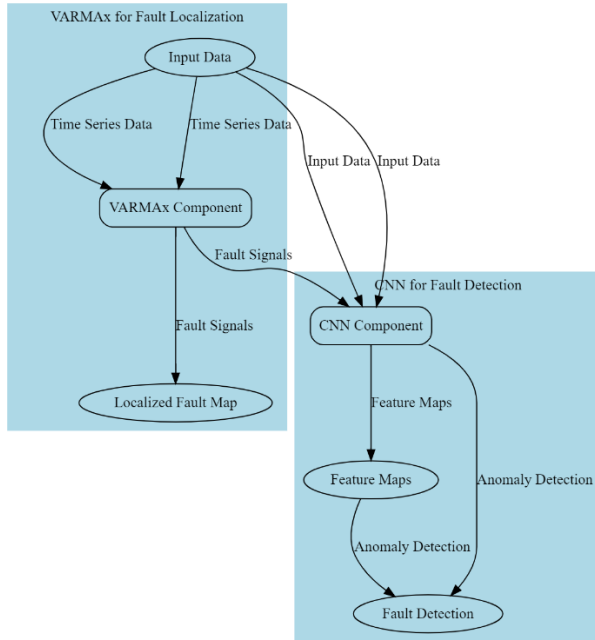 VARMAx for Fault Localization
Input Data
Time Series Data
Time Series Data
Input Data
Input Data
VARMAx Component
Fault Signals
CNN for Fault Detection
CNN Component
Fault Signals
Localized Fault Map
Feature Maps
Feature Maps
Anomaly Detection
Anomaly Detection
Fault Detection